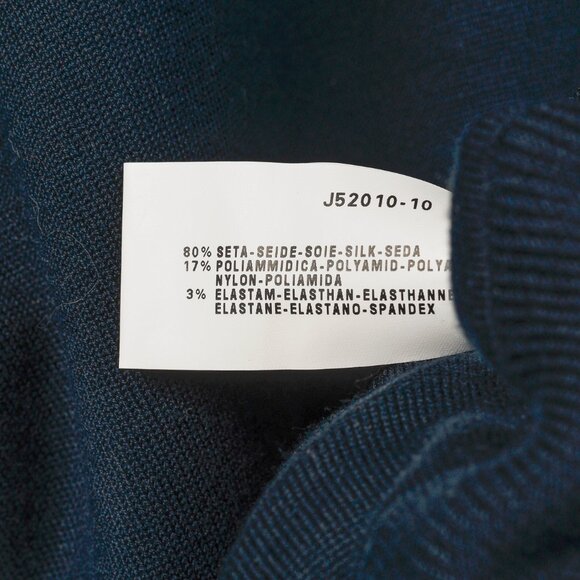 J52010-10
80% SETA-SEIDE-SOIE-SILK-SEDA
17% POLIAMMIDICA-POLYAMID-POLYA
NYLON-POLIAMIDA
3% ELASTAM-ELASTHAN-ELASTHANNE
ELASTANE-ELASTANO-SPANDEX